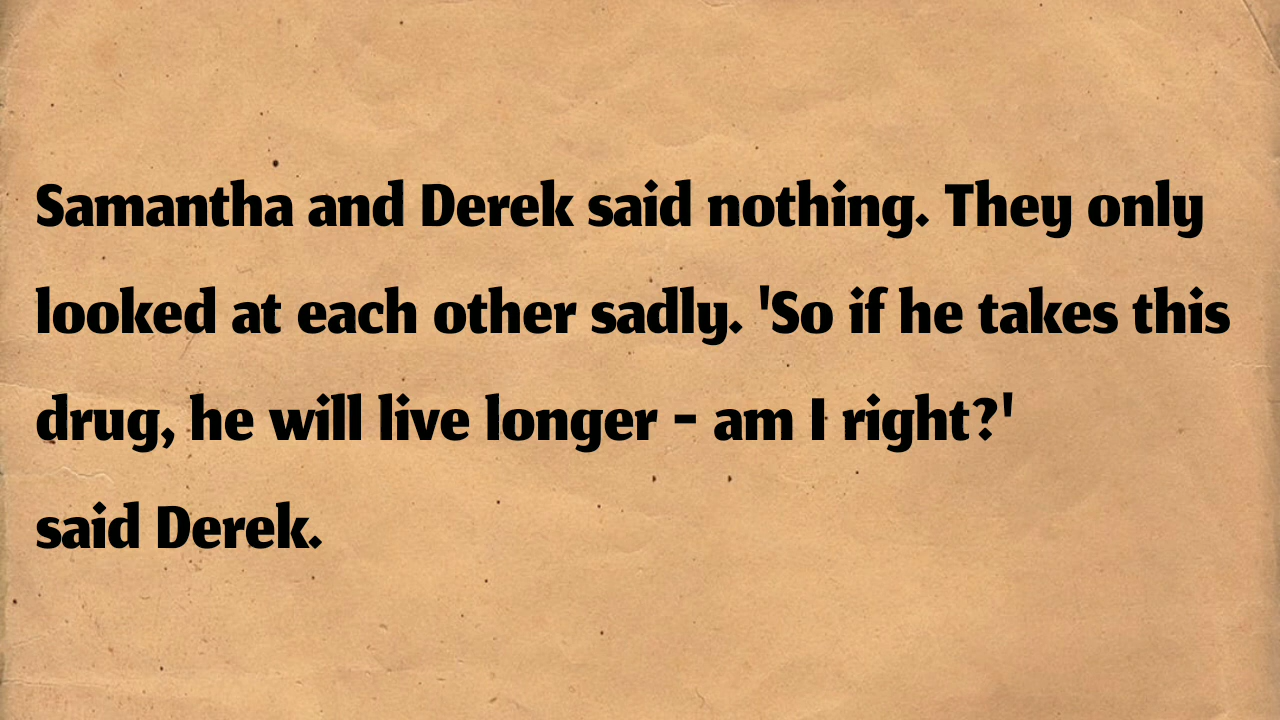 Samantha and Derek said nothing. They only
looked at each other sadly. 'So if he takes this
drug, he will live longer - am I right?'
said Derek.